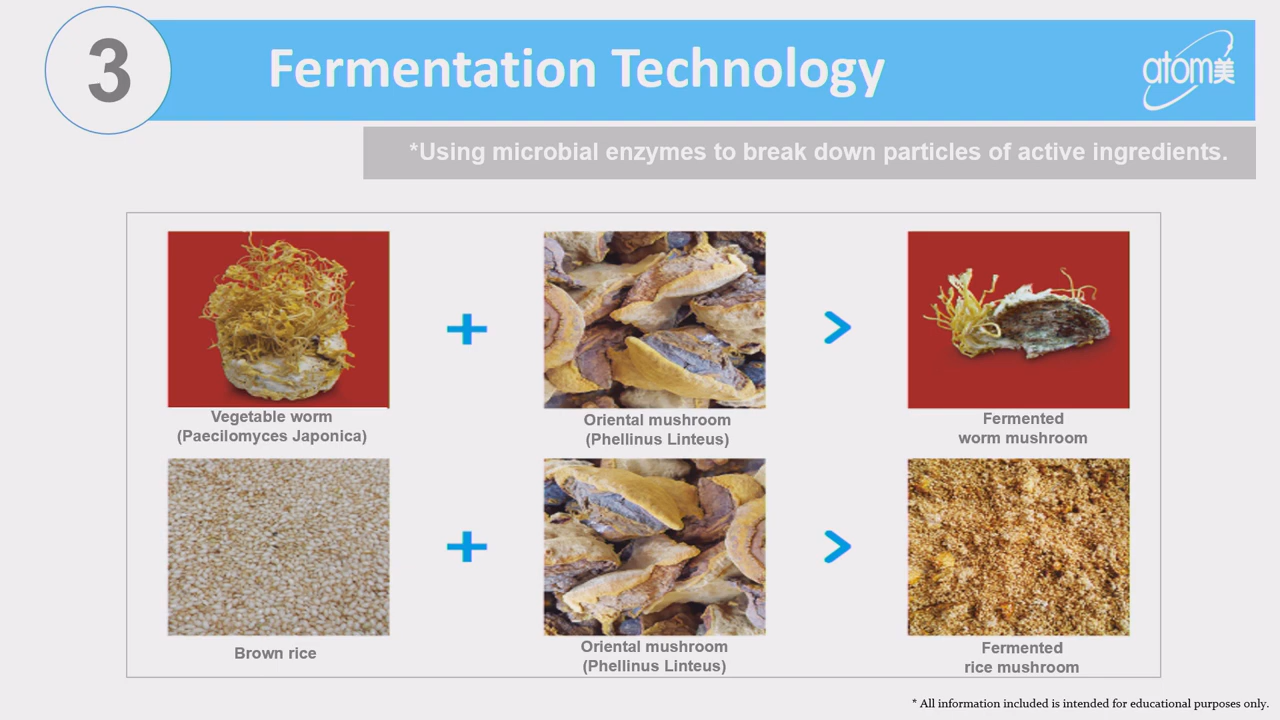 3
Fermentation Technology
atom美
*Using microbial enzymes to break down particles of active ingredients.
+
>
Vegetable worm
(Paecilomyces Japonica)
Oriental mushroom
(Phellinus Linteus)
Fermented
worm mushroom
+
>
Brown rice
Oriental mushroom
(Phellinus Linteus)
Fermented
rice mushroom
* All information included is intended for educational purposes only.